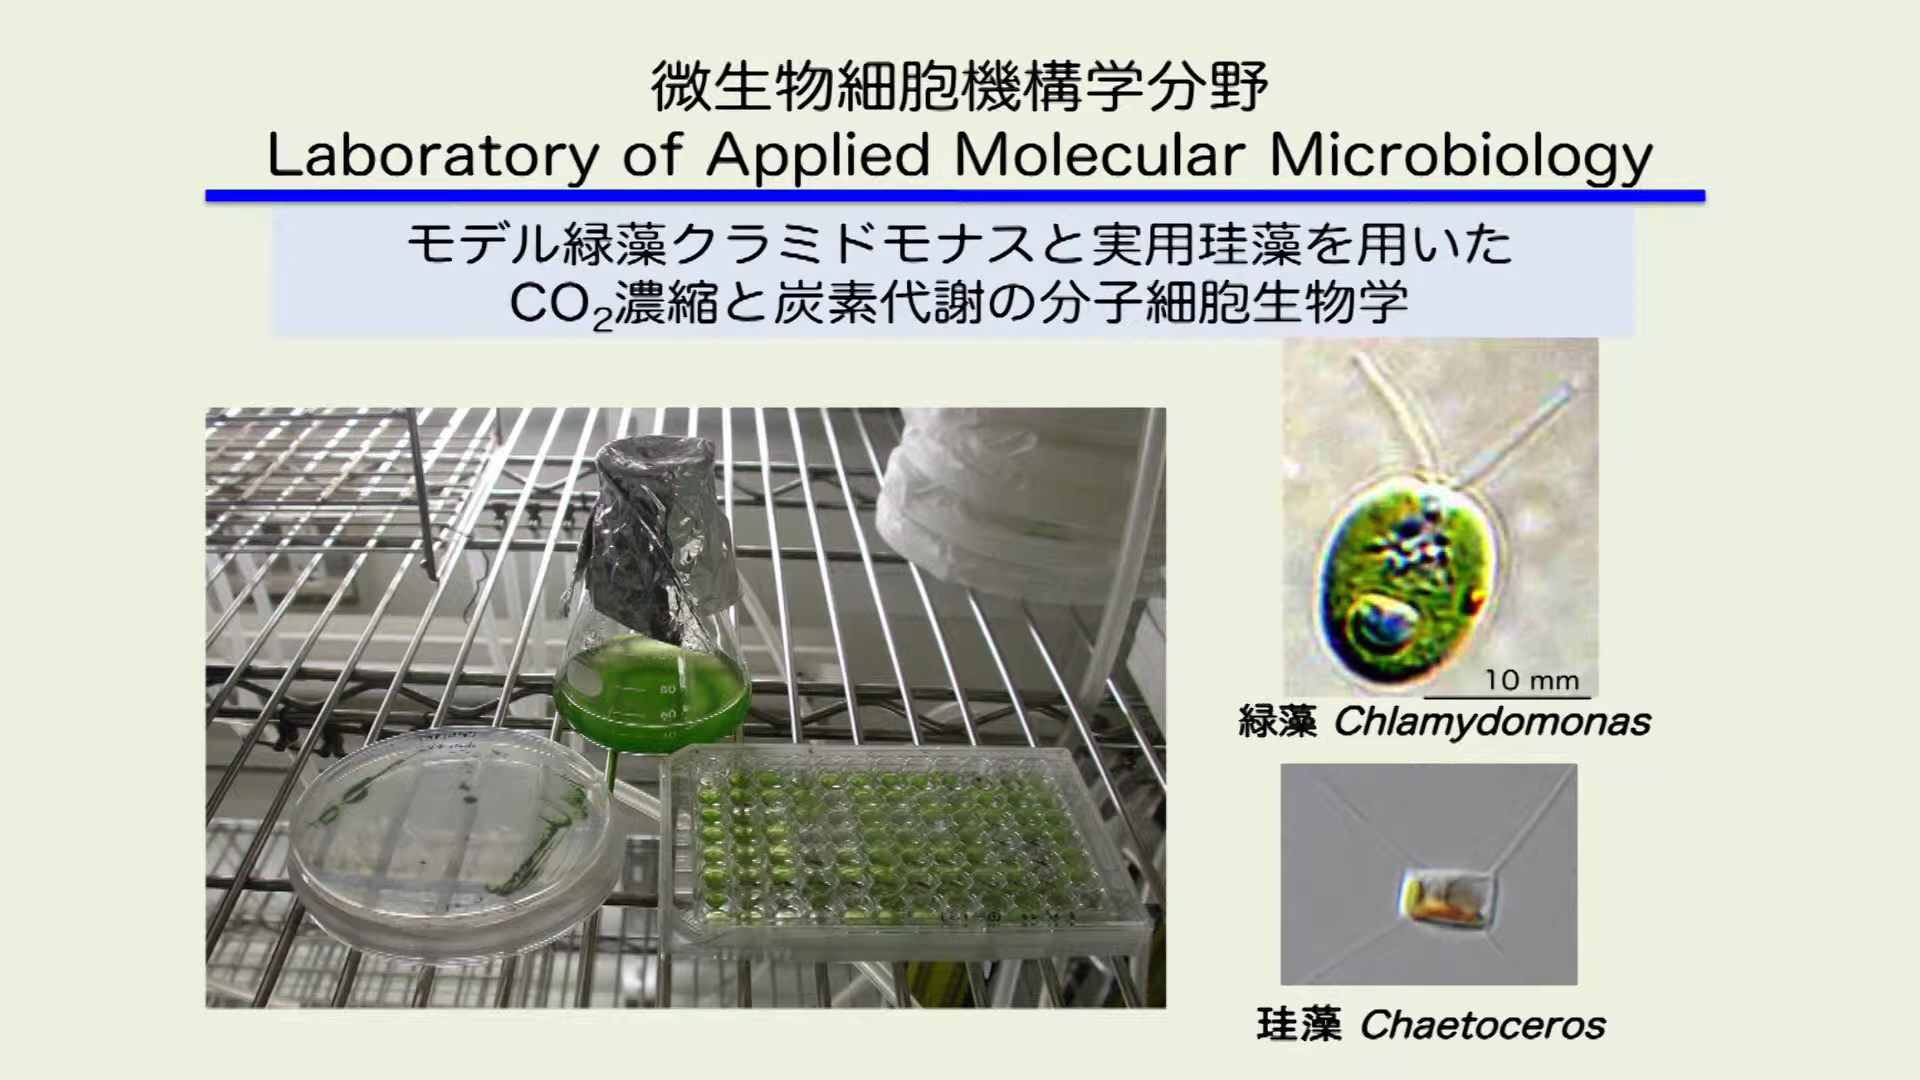 微生物細胞機構学分野
Laboratory of Applied Molecular Microbiology
モデル緑藻クラミドモナスと実用珪藻を用いた
CO₂濃縮と炭素代謝の分子細胞生物学
10 mm
緑藻 Chlamydomonas
80
60
40
珪藻 Chaetoceros